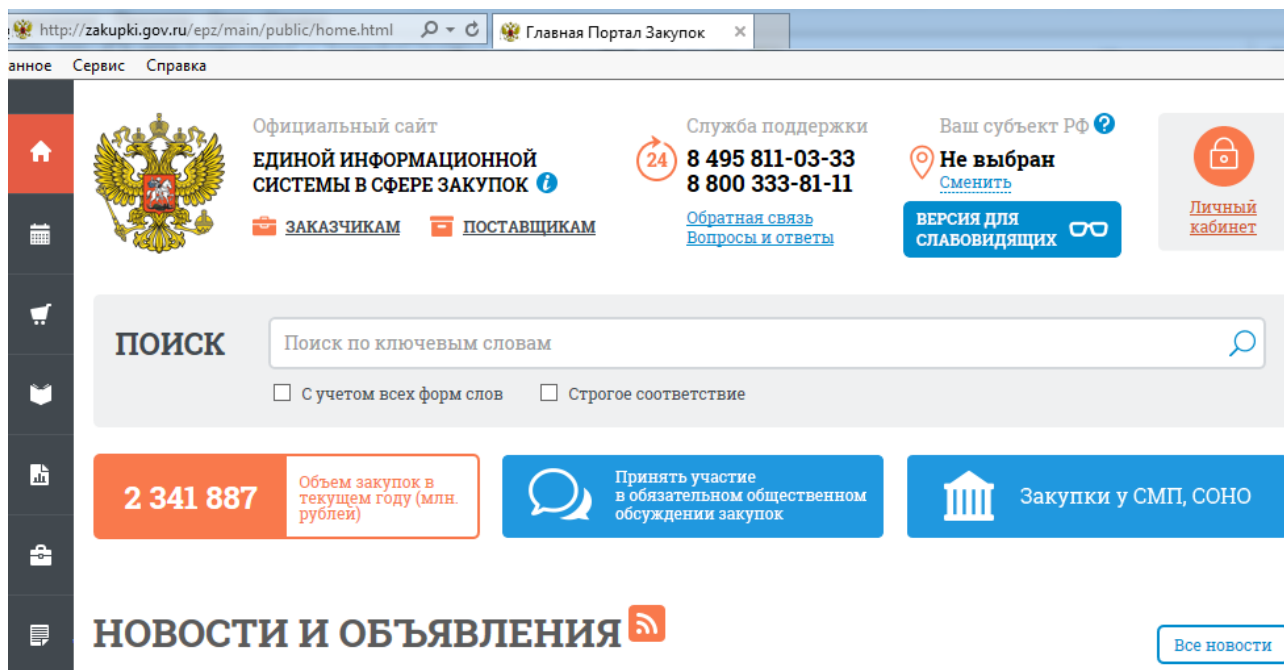 http://zakupki.gov.ru/epz/main/public/home.html
Главная Портал Закупок
анное Сервис Справка
Официальный сайт
ЕДИНОЙ ИНФОРМАЦИОННОЙ
СИСТЕМЫ В СФЕРЕ ЗАКУПОК
ЗАКАЗЧИКАМ
ПОСТАВЩИКАМ
24
Служба поддержки
8 495 811-03-33
8 800 333-81-11
Обратная связь
Вопросы и ответы
Ваш субъект РФ
Не выбран
Сменить
ВЕРСИЯ ДЛЯ
СЛАБОВИДЯЩИХ
Личный
кабинет
ПОИСК
Поиск по ключевым словам
С учетом всех форм слов
Строгое соответствие
2 341 887
Объем закупок в
текущем году (млн.
рублей)
Принять участие
в обязательном общественном
обсуждении закупок
Закупки у СМП, СОНО
НОВОСТИ И ОБЪЯВЛЕНИЯ
Все новости